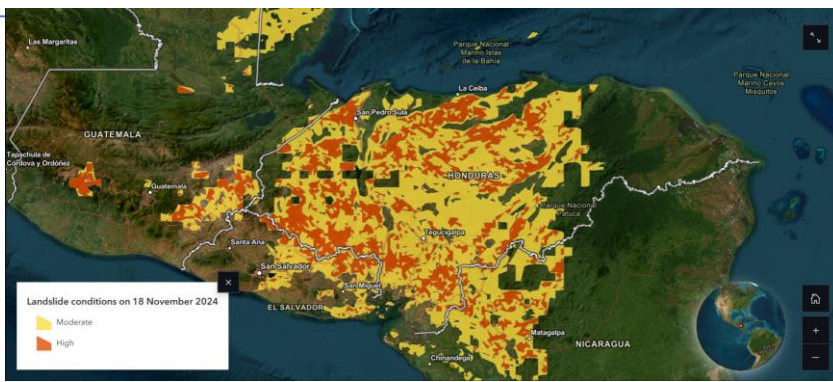 Las Margaritas
Parque Nacional
Marino Islas
de la Bahía
Parque Nacional
Marino Cayos
Misquitos
La Ceiba
San Pedro Sula
GUATEMALA
Tapachula de
Córdova y Ordóñez
Guatemala
HONDURAS
Parque Nacional
Patuca
Tegucigalpa
Santa Ana
San Salvador
San Miguel
EL SALVADOR
Matagalpa
NICARAGUA
Chinandega
Landslide conditions on 18 November 2024
Moderate
High